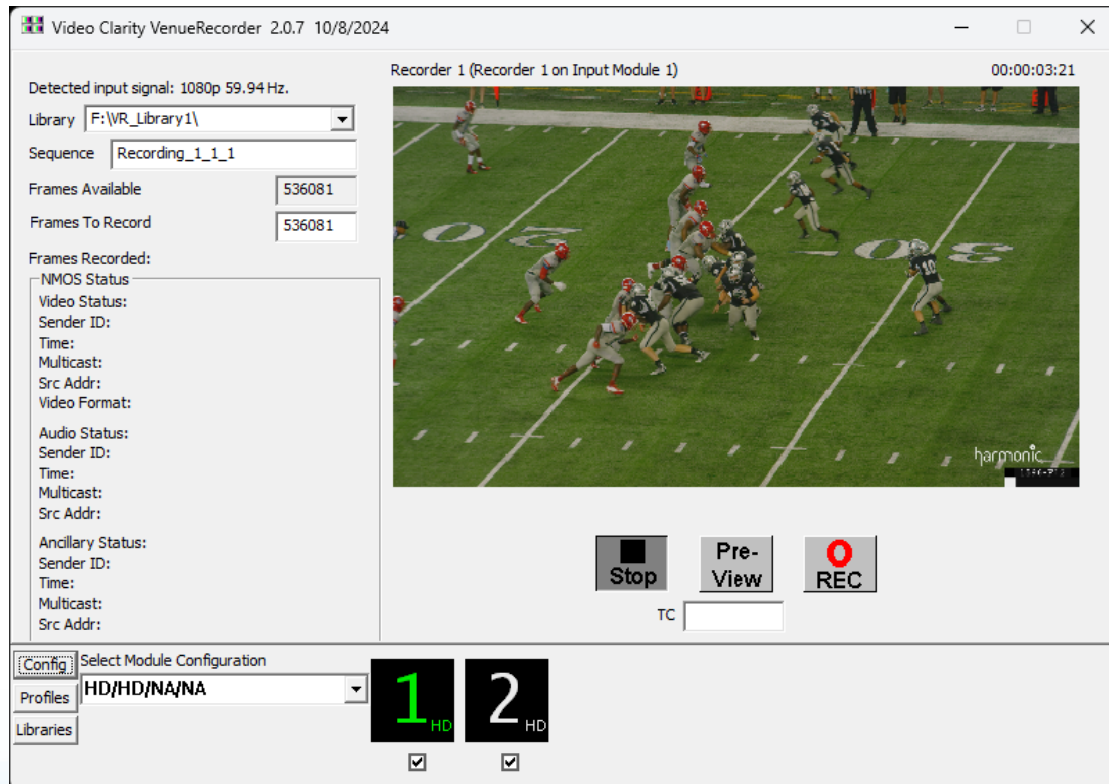 Video Clarity VenueRecorder 2.0.7 10/8/2024
Recorder 1 (Recorder 1 on Input Module 1)
00:00:03:21
Detected input signal: 1080p 59.94 Hz.
Library F:\VR_Library1\
Sequence Recording_1_1_1
Frames Available 536081
Frames To Record 536081
Frames Recorded:
NMOS Status
Video Status:
Sender ID:
Time:
Multicast:
Src Addr:
Video Format:
Audio Status:
Sender ID:
Time:
Multicast:
Src Addr:
Ancillary Status:
Sender ID:
Time:
Multicast:
Src Addr:
20
30
10
harmonic
Stop
Pre-
View
REC
TC
Config
Select Module Configuration
HD/HD/NA/NA
Profiles
Libraries
1 HD
2 HD